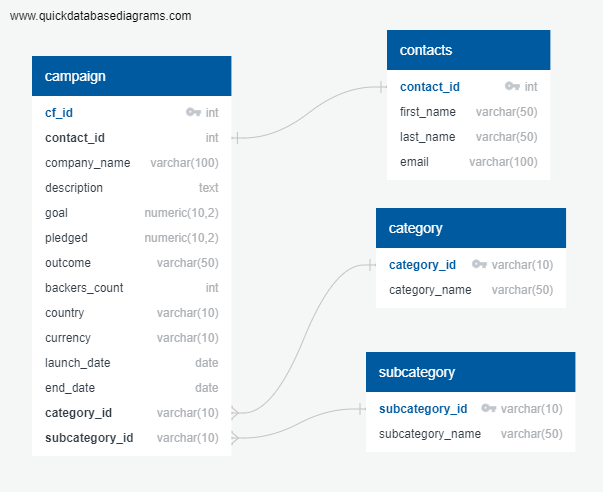 www.quickdatabasediagrams.com
campaign
cf_id int
contact_id int
company_name varchar(100)
description text
goal numeric(10,2)
pledged numeric(10,2)
outcome varchar(50)
backers_count int
country varchar(10)
currency varchar(10)
launch_date date
end_date date
category_id varchar(10)
subcategory_id varchar(10)
contacts
contact_id int
first_name varchar(50)
last_name varchar(50)
email varchar(100)
category
category_id varchar(10)
category_name varchar(50)
subcategory
subcategory_id varchar(10)
subcategory_name varchar(50)